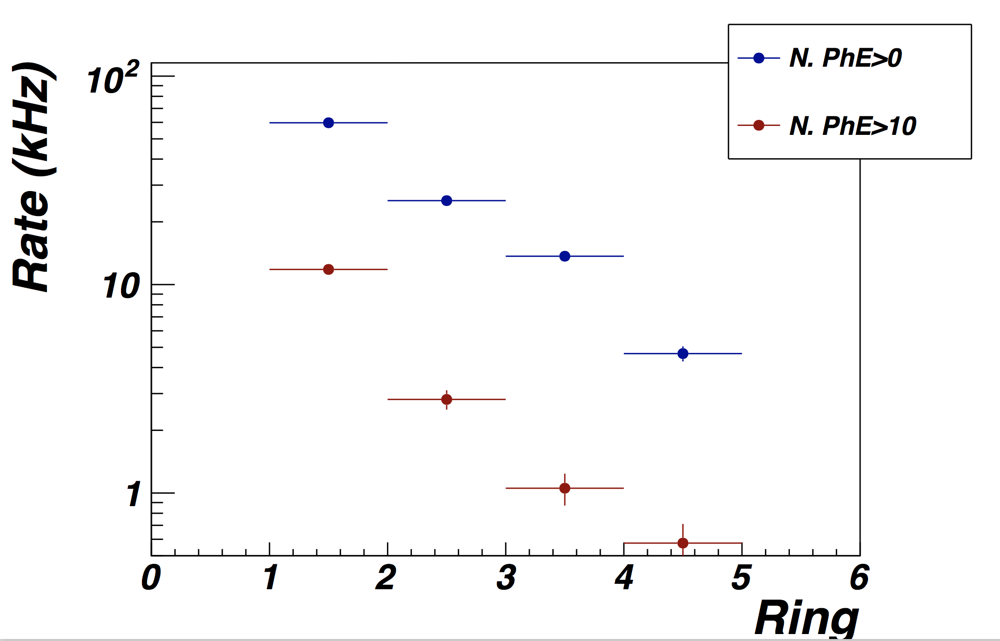 N. PhE>0
N. PhE>10
Rate (kHz)
10²
10
1
0 1 2 3 4 5 6
Ring